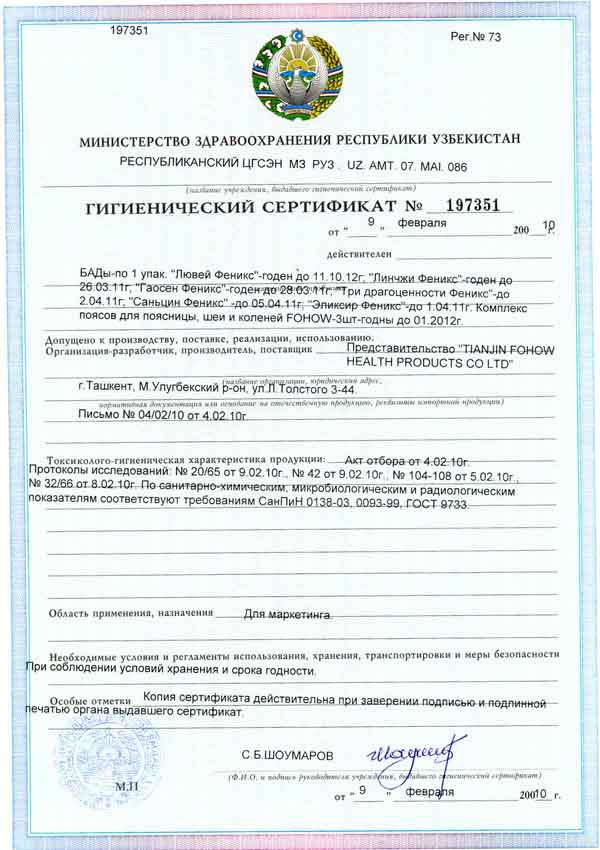 197351
Рег.№ 73
МИНИСТЕРСТВО ЗДРАВООХРАНЕНИЯ РЕСПУБЛИКИ УЗБЕКИСТАН
РЕСПУБЛИКАНСКИЙ ЦГСЭН МЗ РУЗ . UZ. AMT. 07. MAI. 086
(название учреждения, выдавшего гигиенический сертификат)
ГИГИЕНИЧЕСКИЙ СЕРТИФИКАТ № 197351
от " 9 " февраля 200 10 г.
действителен
БАДы-по 1 упак. "Лювей Феникс"-годен до 11.10.12г, "Линчжи Феникс"-годен до
26.03.11г, "Гаосен Феникс"-годен до 28.03.11г, "Три драгоценности Феникс"-до
2.04.11г, "Саньцин Феникс" -до 05.04.11г, "Эликсир Феникс"-до 1.04.11г. Комплекс
поясов для поясницы, шеи и коленей FOHOW-3шт-годны до 01.2012г.
Допущено к производству, поставке, реализации, использованию.
Организация-разработчик, производитель, поставщик Представительство "TIANJIN FOHOW
HEALTH PRODUCTS CO LTD"
(название организации, юридический адрес,
г.Ташкент, М.Улугбекский р-он, ул.Л.Толстого 3-44.
нормативная документация или основание на отечественную продукцию, реквизиты импортной продукции)
Письмо № 04/02/10 от 4.02.10г.
Токсиколого-гигиеническая характеристика продукции: Акт отбора от 4.02.10г.
Протоколы исследований: № 20/65 от 9.02.10г., № 42 от 9.02.10г., № 104-108 от 5.02.10г.,
№ 32/66 от 8.02.10г. По санитарно-химическим, микробиологическим и радиологическим
показателям соответствуют требованиям СанПиН 0138-03, 0093-99, ГОСТ 9733.
Область применения, назначения Для маркетинга.
Необходимые условия и регламенты использования, хранения, транспортировки и меры безопасности
При соблюдении условий хранения и срока годности.
Особые отметки Копия сертификата действительна при заверении подписью и подлинной
печатью органа выдавшего сертификат.
С.Б.ШОУМАРОВ
М.П
(Ф.И.О. и подпись руководителя учреждения, выдавшего гигиенический сертификат)
от " 9 " февраля 200 10 г.